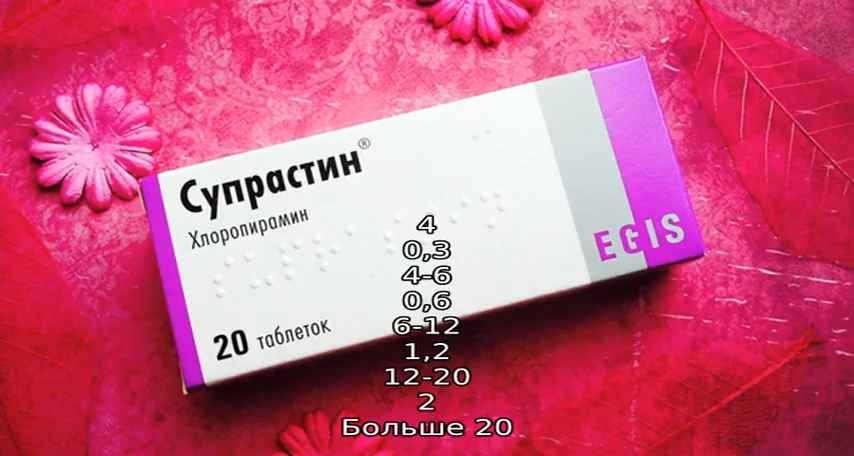 Супрастин®
Хлоропирамин
20 таблеток
EGIS
4
0,3
4-6
0,6
6-12
1,2
12-20
2
Больше 20